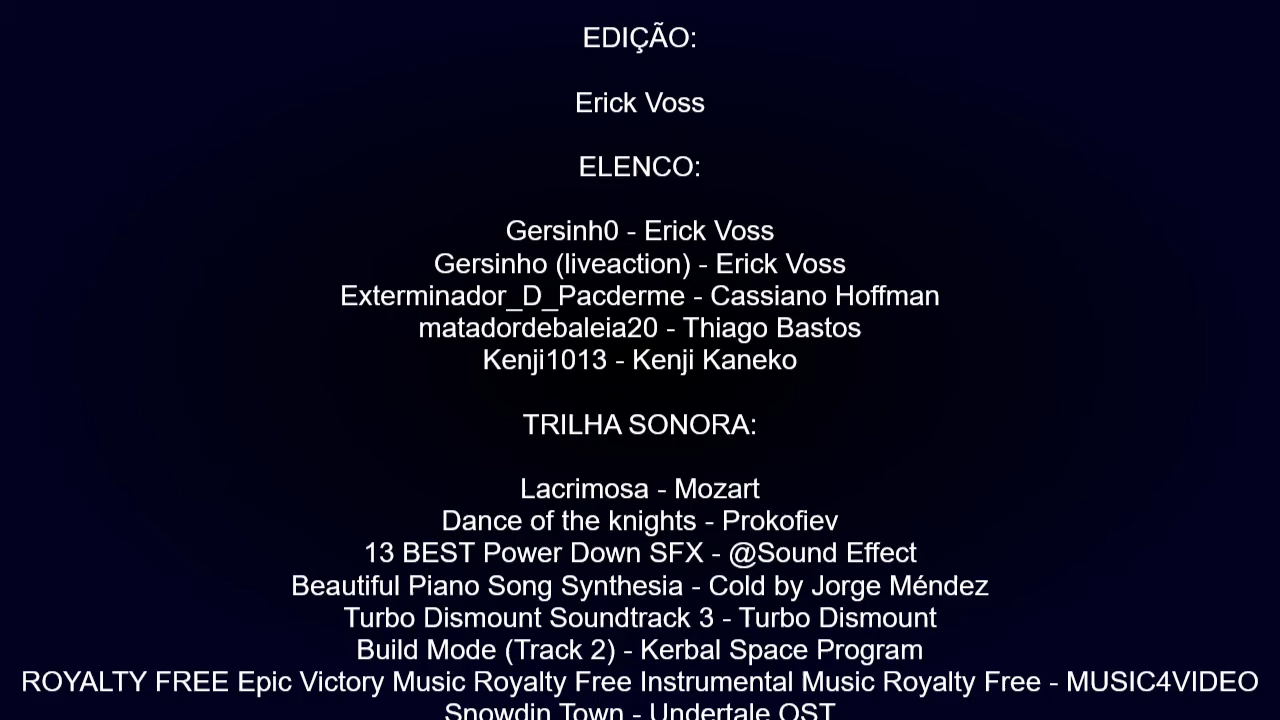 EDIÇÃO:
Erick Voss
ELENCO:
Gersinh0 - Erick Voss
Gersinho (liveaction) - Erick Voss
Exterminador_D_Pacderme - Cassiano Hoffman
matadordebaleia20 - Thiago Bastos
Kenji1013 - Kenji Kaneko
TRILHA SONORA:
Lacrimosa - Mozart
Dance of the knights - Prokofiev
13 BEST Power Down SFX - @Sound Effect
Beautiful Piano Song Synthesia - Cold by Jorge Méndez
Turbo Dismount Soundtrack 3 - Turbo Dismount
Build Mode (Track 2) - Kerbal Space Program
ROYALTY FREE Epic Victory Music Royalty Free Instrumental Music Royalty Free - MUSIC4VIDEO
Snowdin Town - Undertale OST